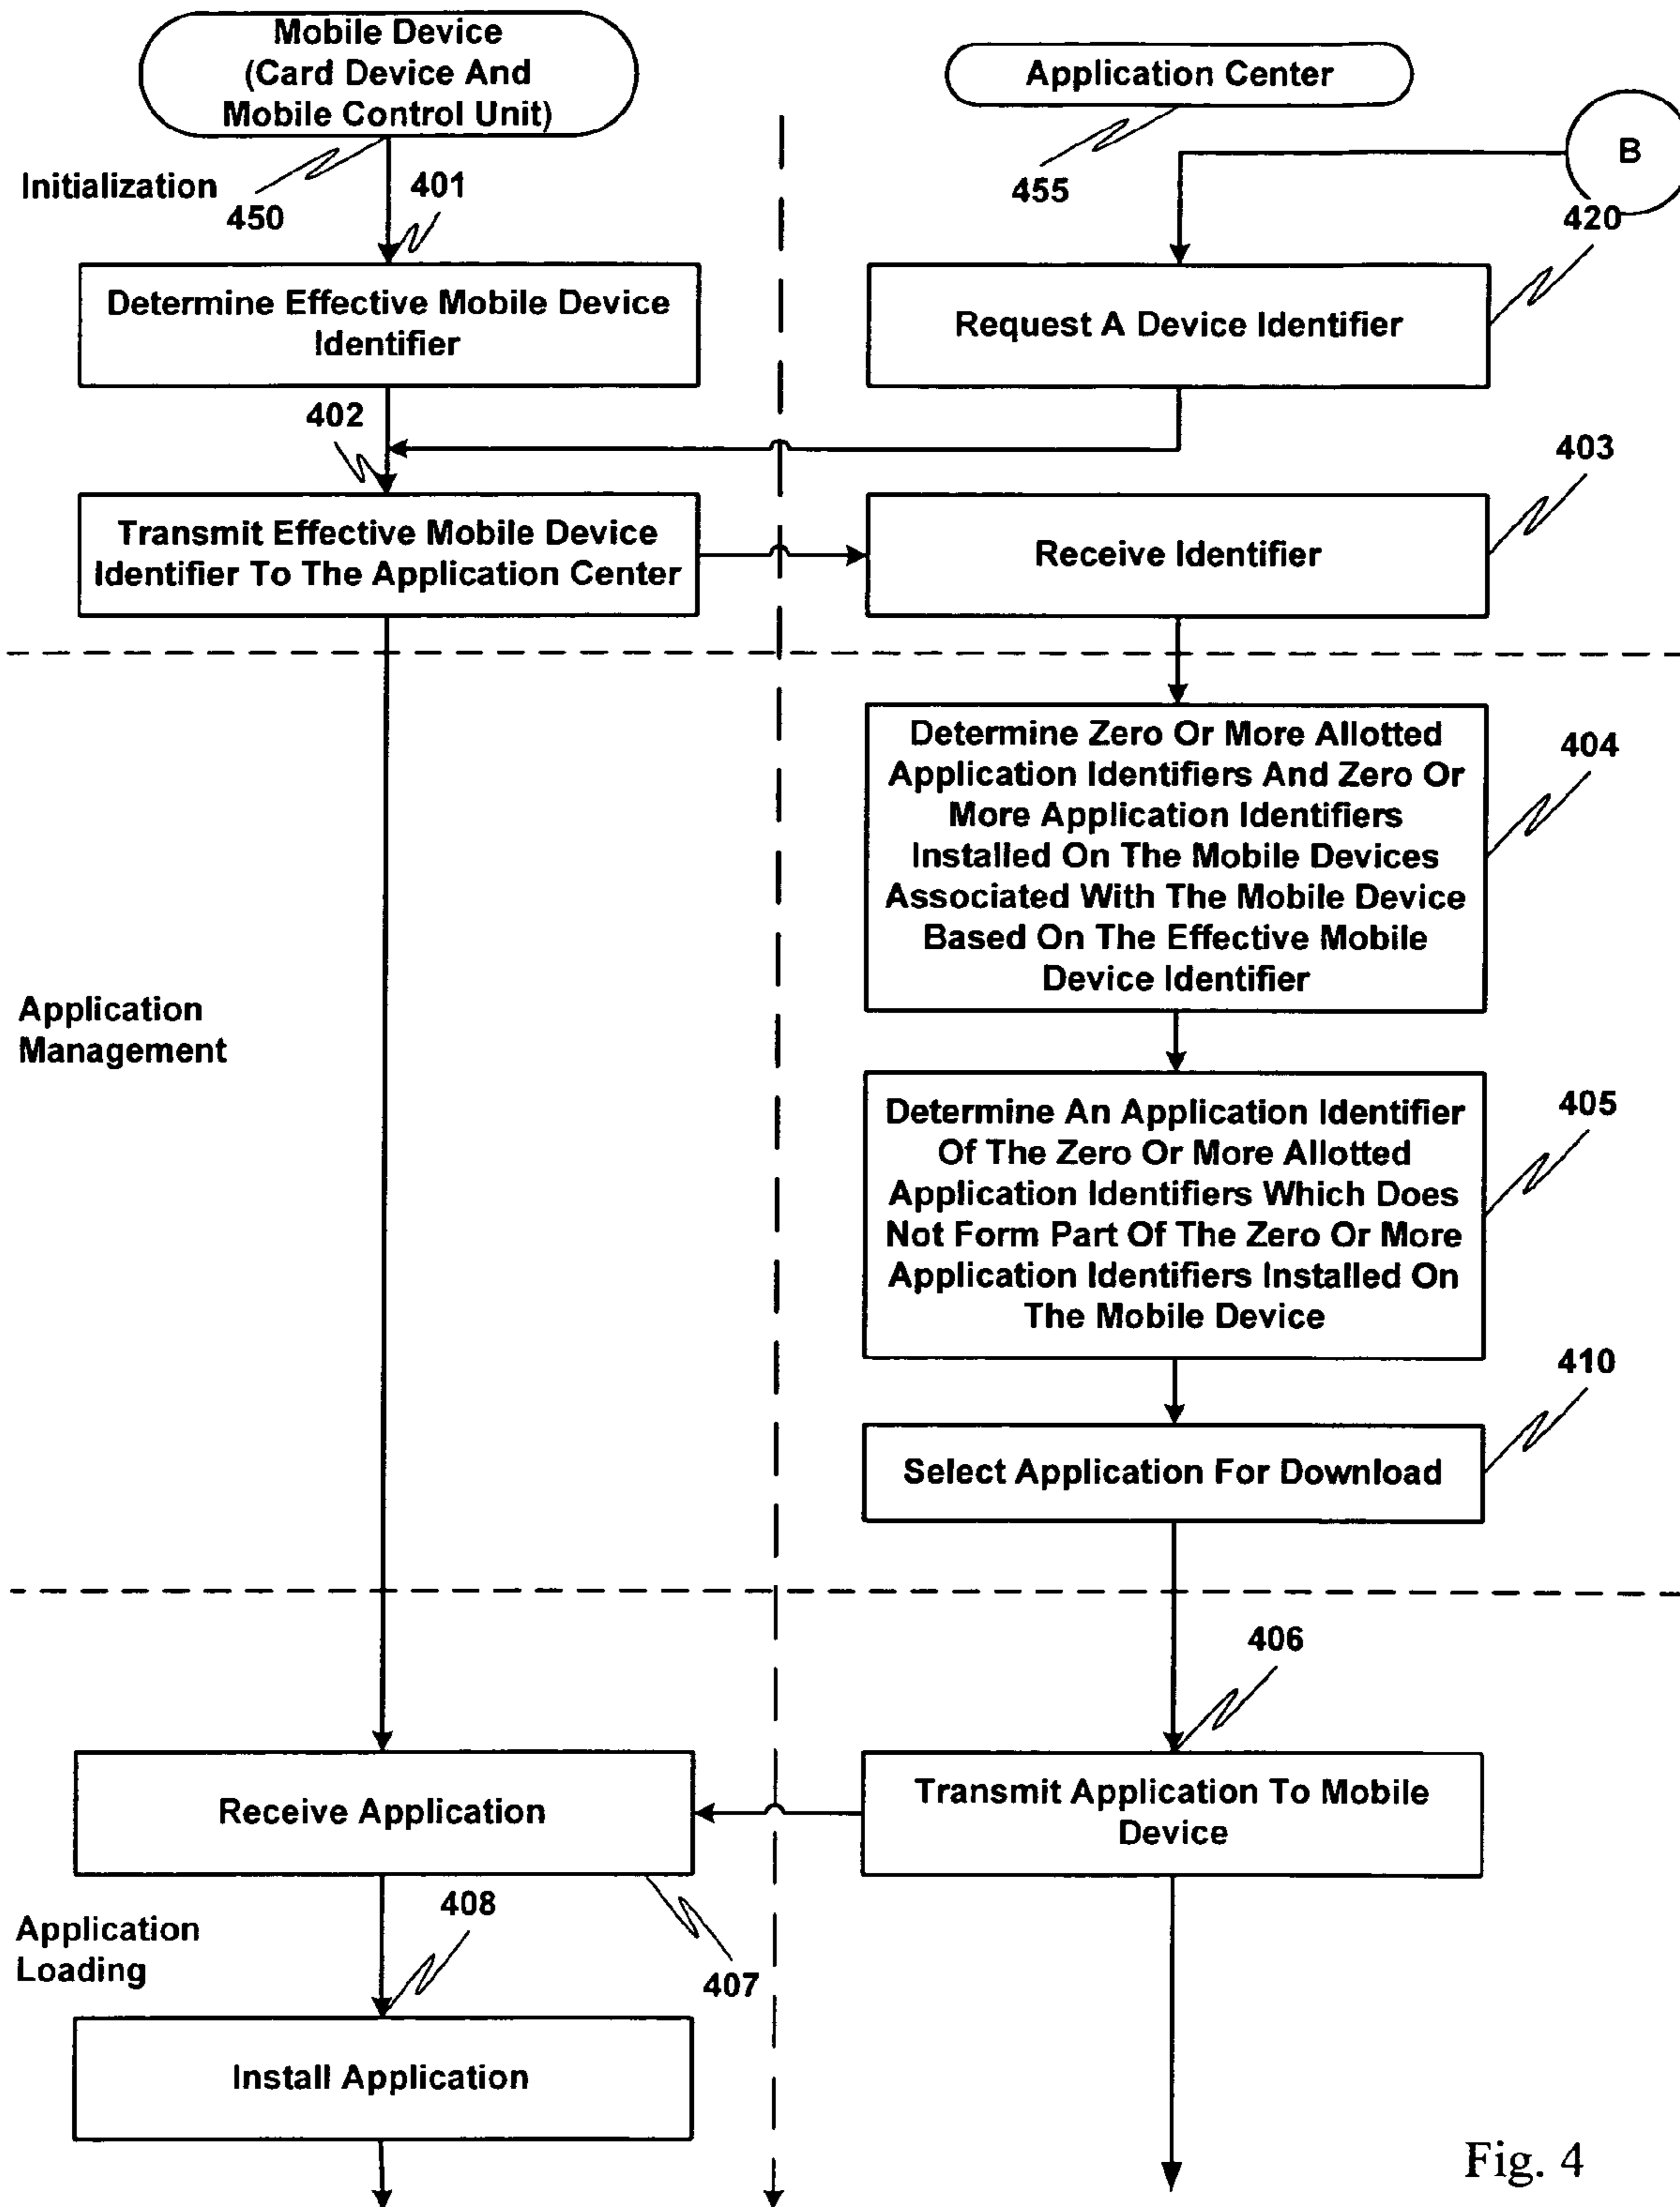 Mobile Device
(Card Device And
Mobile Control Unit)
Application Center
B
Initialization
450
401
455
420
Determine Effective Mobile Device
Identifier
Request A Device Identifier
402
403
Transmit Effective Mobile Device
Identifier To The Application Center
Receive Identifier
Determine Zero Or More Allotted
Application Identifiers And Zero Or
More Application Identifiers
Installed On The Mobile Devices
Associated With The Mobile Device
Based On The Effective Mobile
Device Identifier
404
Application
Management
Determine An Application Identifier
Of The Zero Or More Allotted
Application Identifiers Which Does
Not Form Part Of The Zero Or More
Application Identifiers Installed On
The Mobile Device
405
410
Select Application For Download
406
Receive Application
Transmit Application To Mobile
Device
408
Application
Loading
407
Install Application
Fig. 4